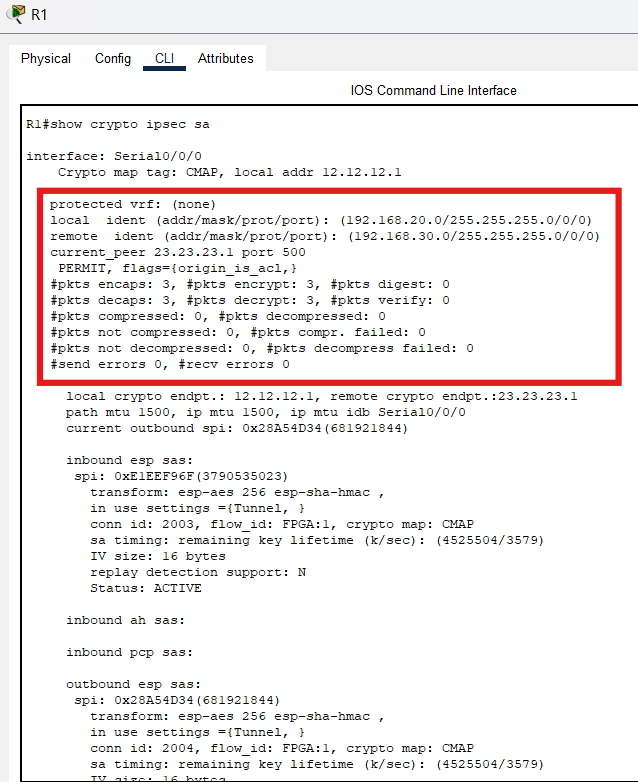 R1
Physical Config CLI Attributes
IOS Command Line Interface
R1#show crypto ipsec sa
interface: Serial0/0/0
Crypto map tag: CMAP, local addr 12.12.12.1
protected vrf: (none)
local ident (addr/mask/prot/port): (192.168.20.0/255.255.255.0/0/0)
remote ident (addr/mask/prot/port): (192.168.30.0/255.255.255.0/0/0)
current_peer 23.23.23.1 port 500
PERMIT, flags={origin_is_acl,}
#pkts encaps: 3, #pkts encrypt: 3, #pkts digest: 0
#pkts decaps: 3, #pkts decrypt: 3, #pkts verify: 0
#pkts compressed: 0, #pkts decompressed: 0
#pkts not compressed: 0, #pkts compr. failed: 0
#pkts not decompressed: 0, #pkts decompress failed: 0
#send errors 0, #recv errors 0
local crypto endpt.: 12.12.12.1, remote crypto endpt.:23.23.23.1
path mtu 1500, ip mtu 1500, ip mtu idb Serial0/0/0
current outbound spi: 0x28A54D34(681921844)
inbound esp sas:
spi: 0xE1EEF96F(3790535023)
transform: esp-aes 256 esp-sha-hmac ,
in use settings ={Tunnel, }
conn id: 2003, flow_id: FPGA:1, crypto map: CMAP
sa timing: remaining key lifetime (k/sec): (4525504/3579)
IV size: 16 bytes
replay detection support: N
Status: ACTIVE
inbound ah sas:
inbound pcp sas:
outbound esp sas:
spi: 0x28A54D34(681921844)
transform: esp-aes 256 esp-sha-hmac ,
in use settings ={Tunnel, }
conn id: 2004, flow_id: FPGA:1, crypto map: CMAP
sa timing: remaining key lifetime (k/sec): (4525504/3579)
IV size: 16 bytes